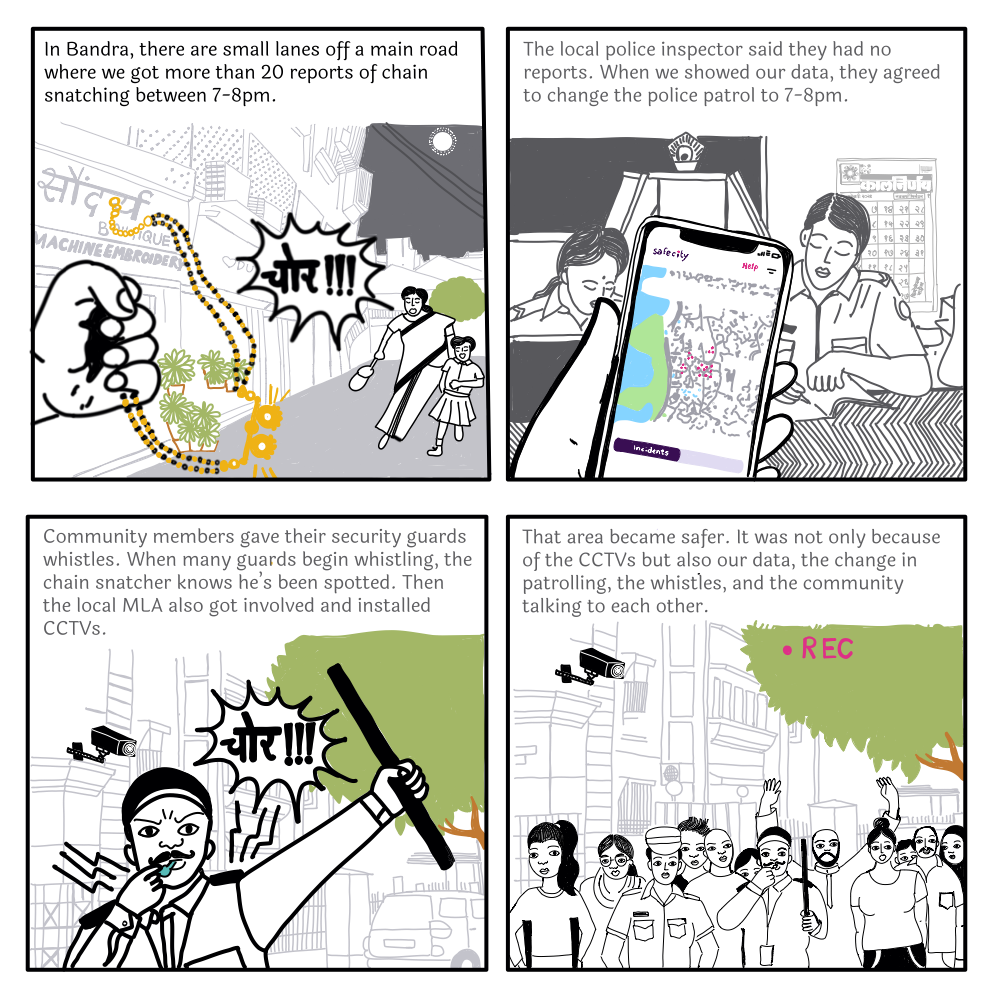 In Bandra, there are small lanes off a main road
where we got more than 20 reports of chain
snatching between 7-8pm.
सौंदर्य
BOUTIQUE
MACHINE EMBROIDERY
चोर!!!
The local police inspector said they had no
reports. When we showed our data, they agreed
to change the police patrol to 7-8pm.
safecity
Help
Incidents
Community members gave their security guards
whistles. When many guards begin whistling, the
chain snatcher knows he's been spotted. Then
the local MLA also got involved and installed
CCTVs.
चोर!!!
That area became safer. It was not only because
of the CCTVs but also our data, the change in
patrolling, the whistles, and the community
talking to each other.
REC